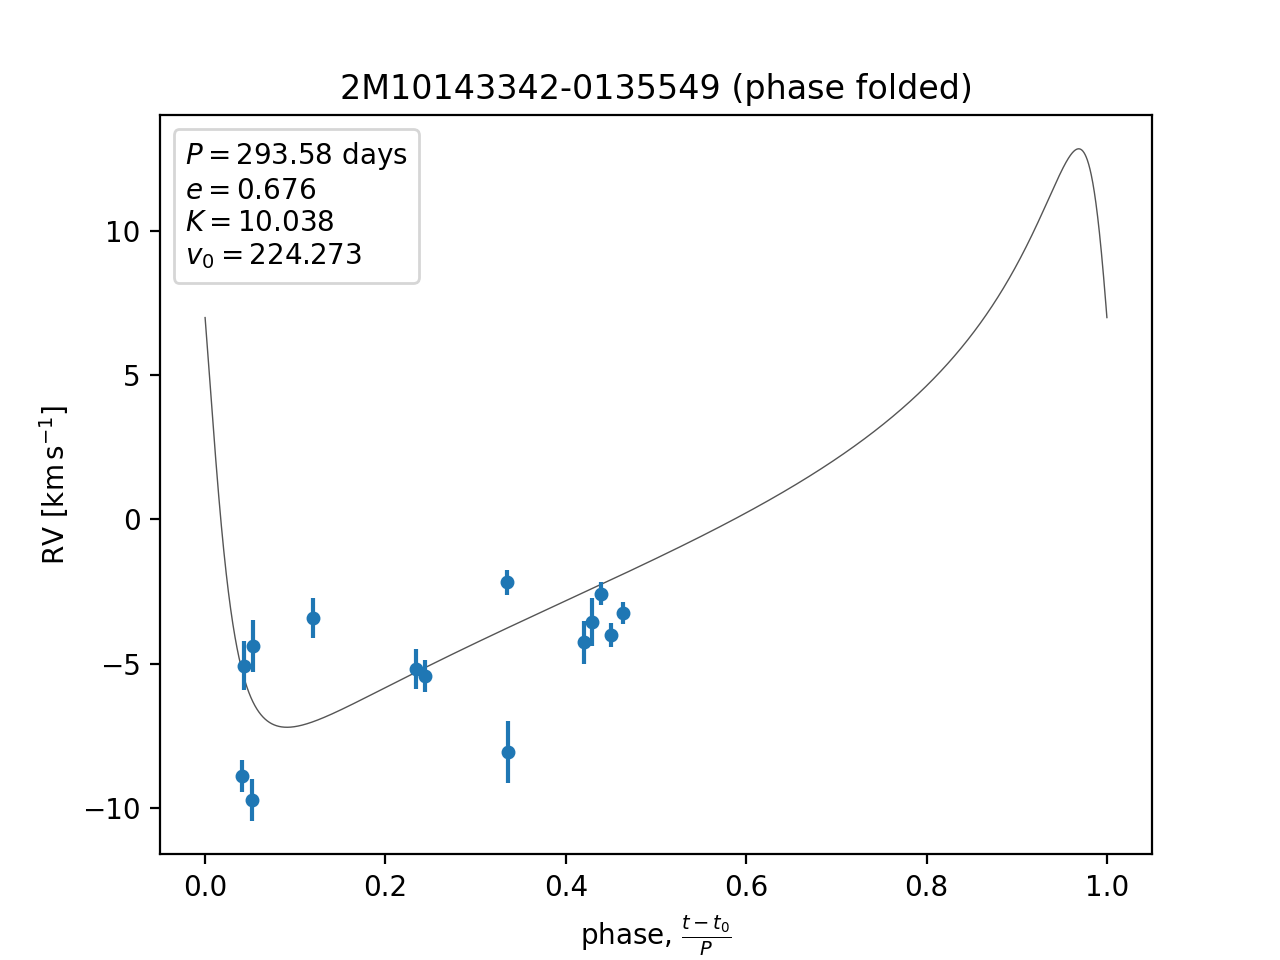 2M10143342-0135549 (phase folded)
P = 293.58 days
e = 0.676
K = 10.038
v₀ = 224.273
10
5
0
−5
−10
RV [km s⁻¹]
0.0 0.2 0.4 0.6 0.8 1.0
phase, (t − t₀)/P